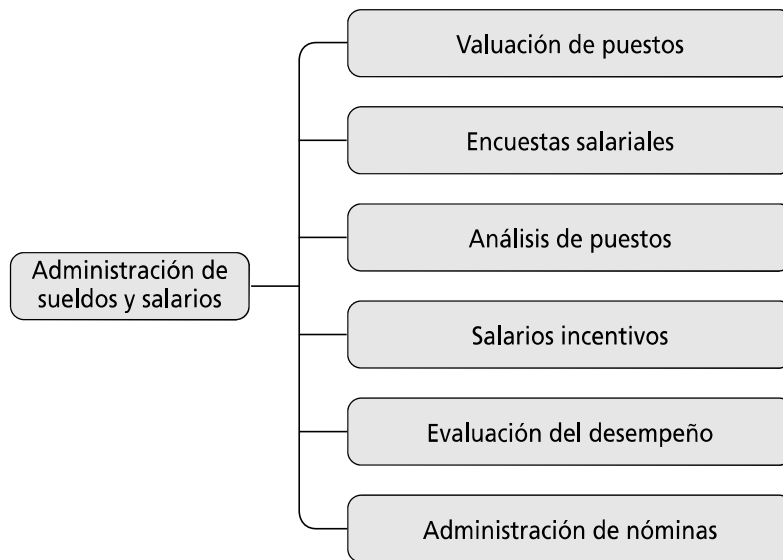 Valuación de puestos
Encuestas salariales
Análisis de puestos
Administración de
sueldos y salarios
Salarios incentivos
Evaluación del desempeño
Administración de nóminas